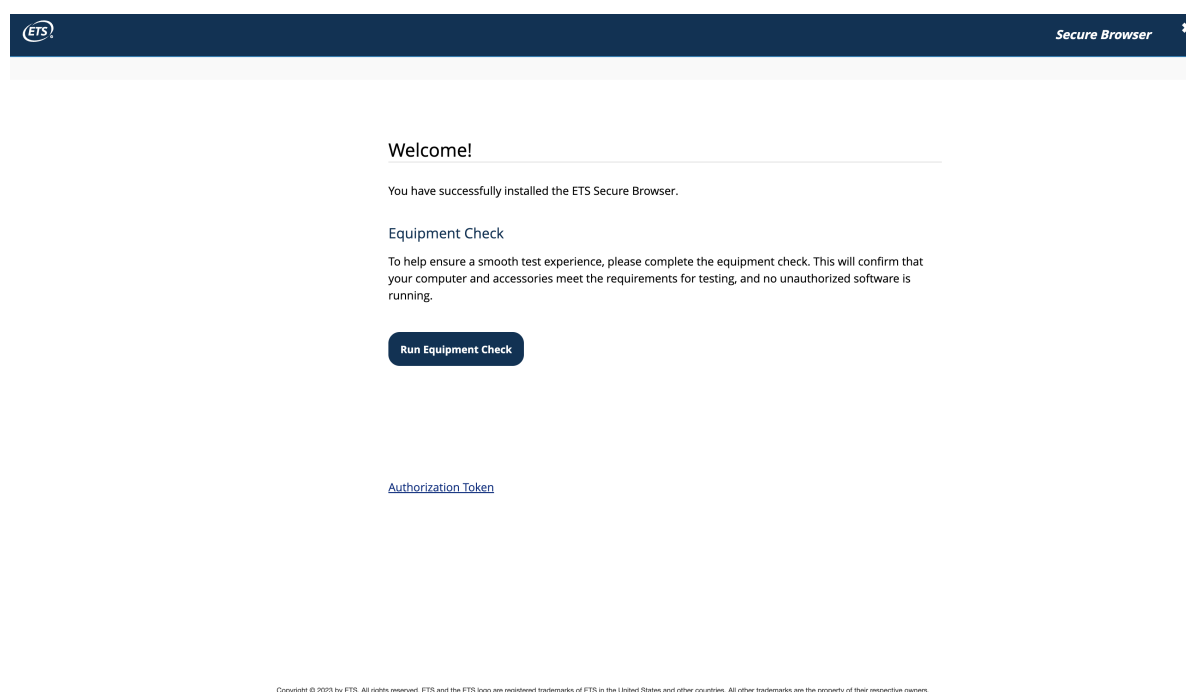 ETS
Secure Browser
Welcome!
You have successfully installed the ETS Secure Browser.
Equipment Check
To help ensure a smooth test experience, please complete the equipment check. This will confirm that
your computer and accessories meet the requirements for testing, and no unauthorized software is
running.
Run Equipment Check
Authorization Token
Copyright © 2023 by ETS. All rights reserved. ETS and the ETS logo are registered trademarks of ETS in the United States and other countries. All other trademarks are the property of their respective owners.